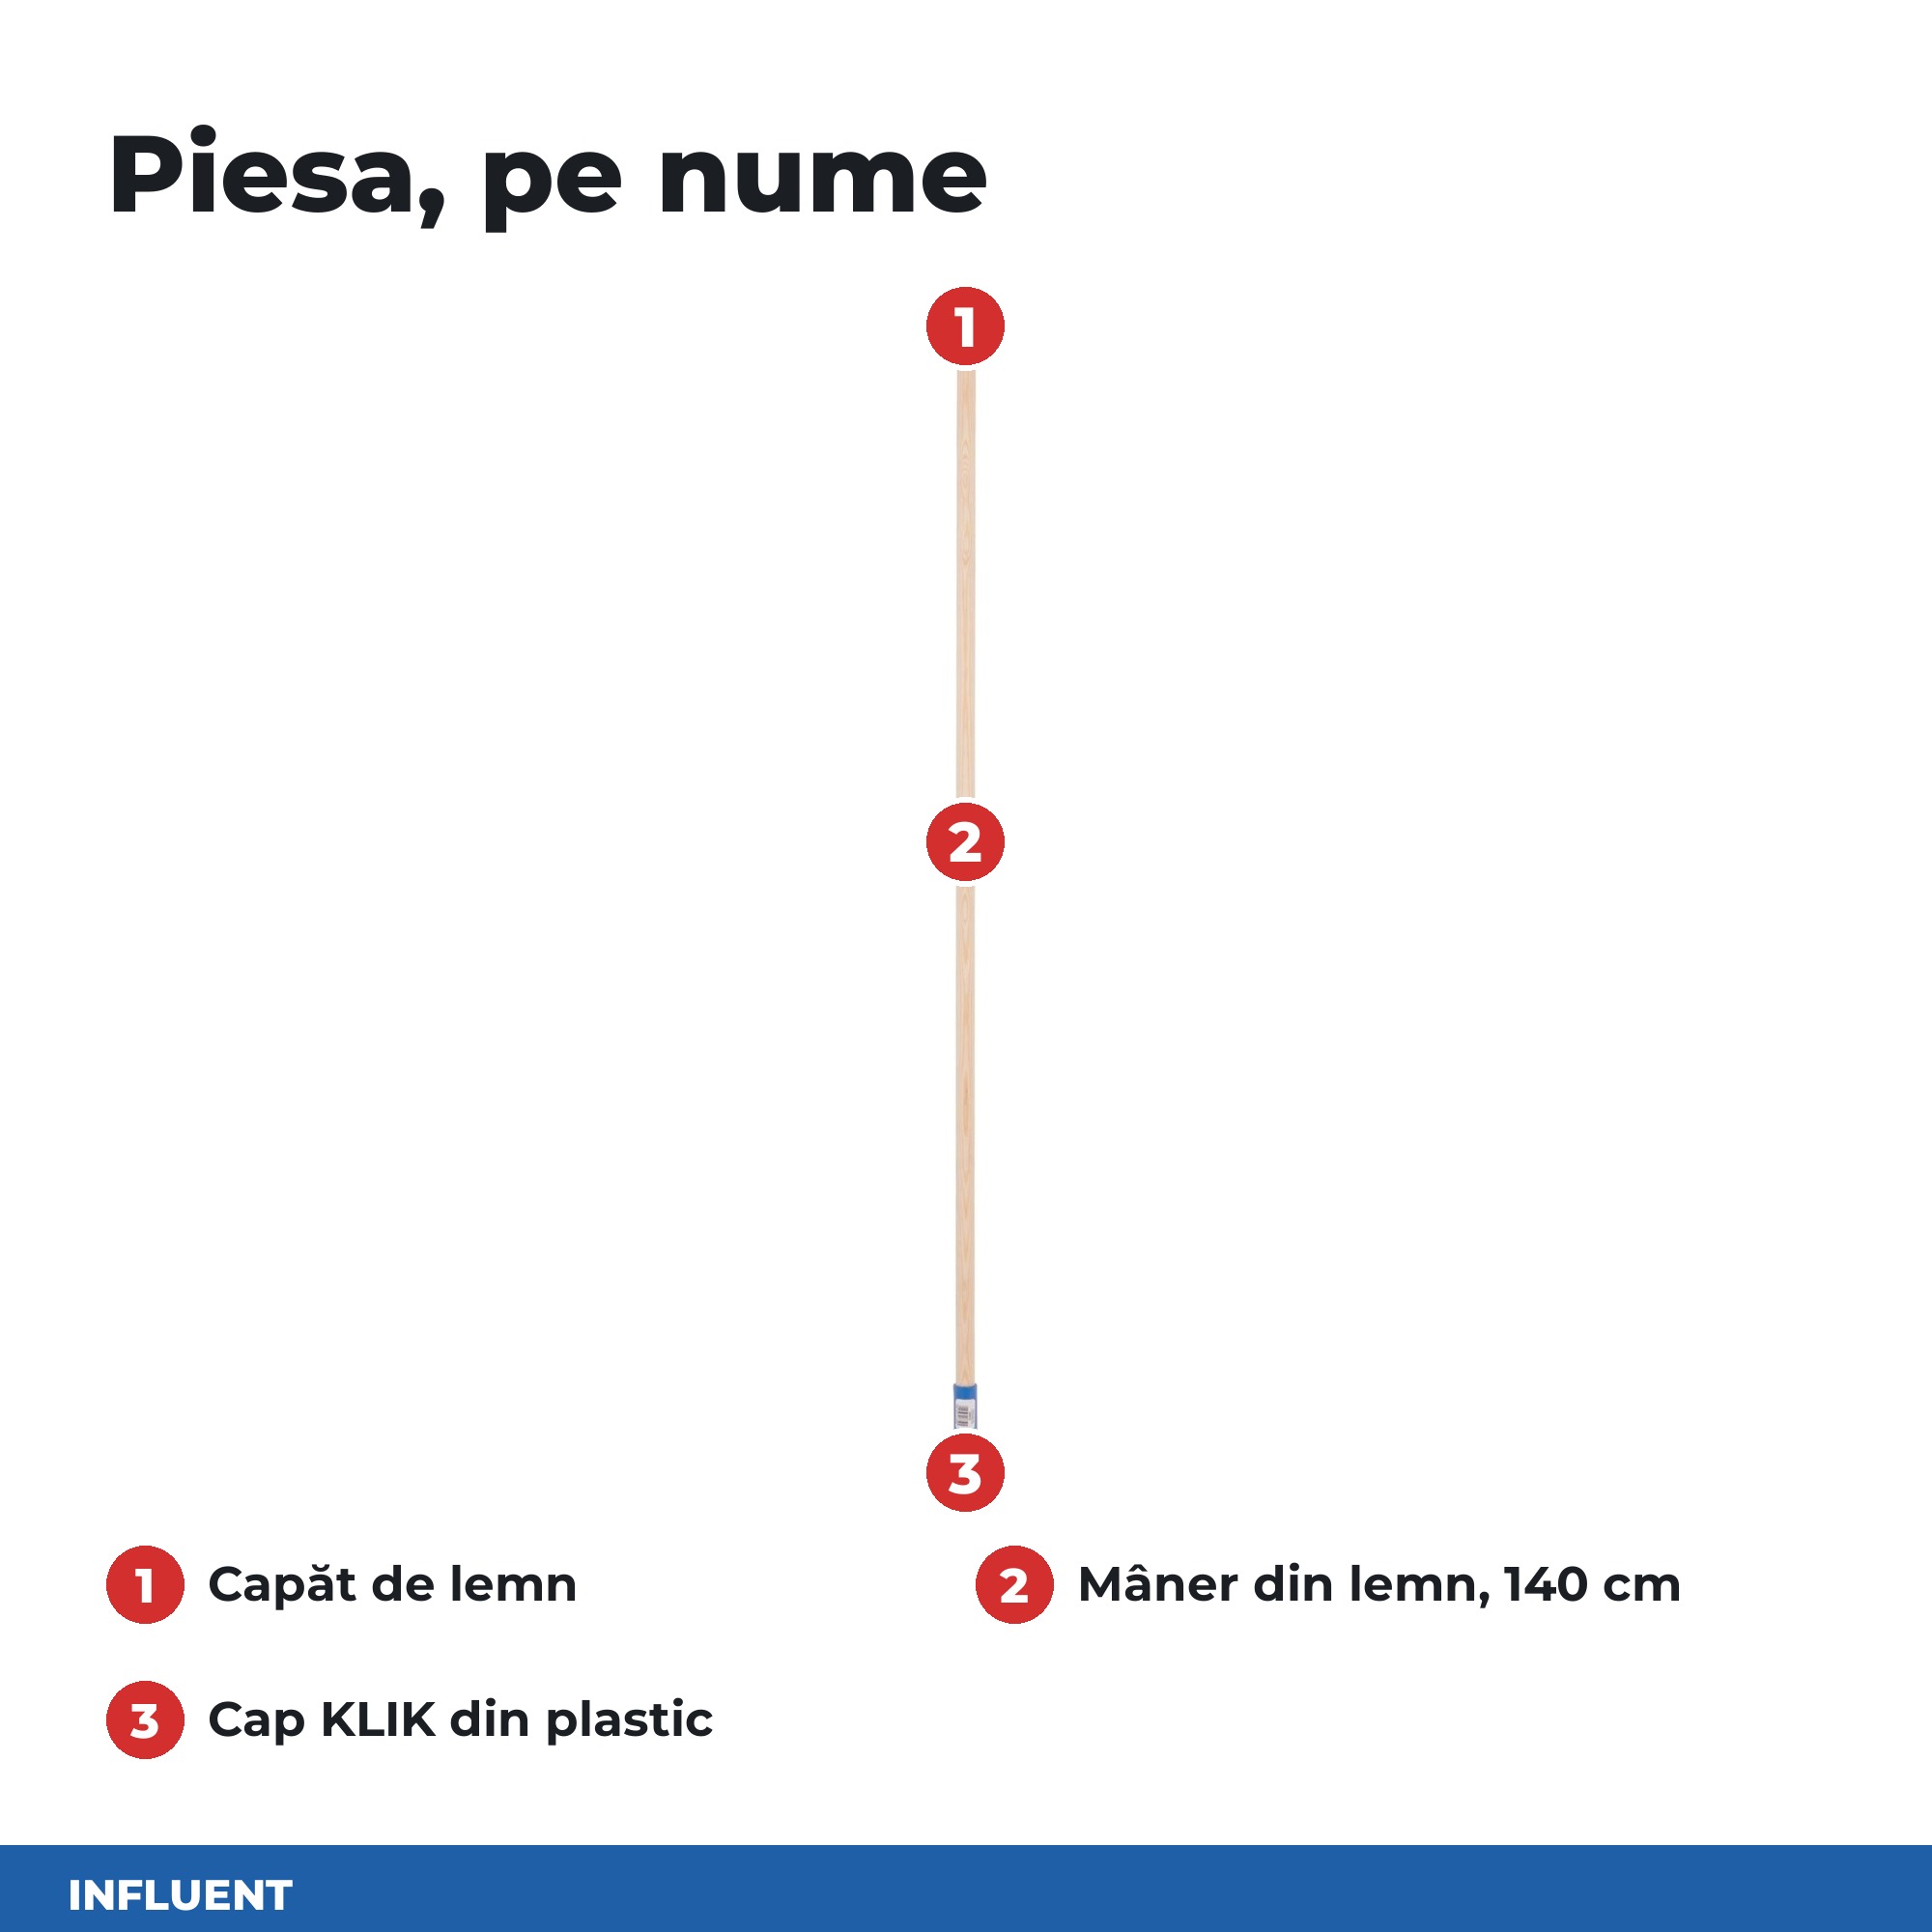 Piesa, pe nume
1
2
3
1 Capăt de lemn
2 Mâner din lemn, 140 cm
3 Cap KLIK din plastic
INFLUENT